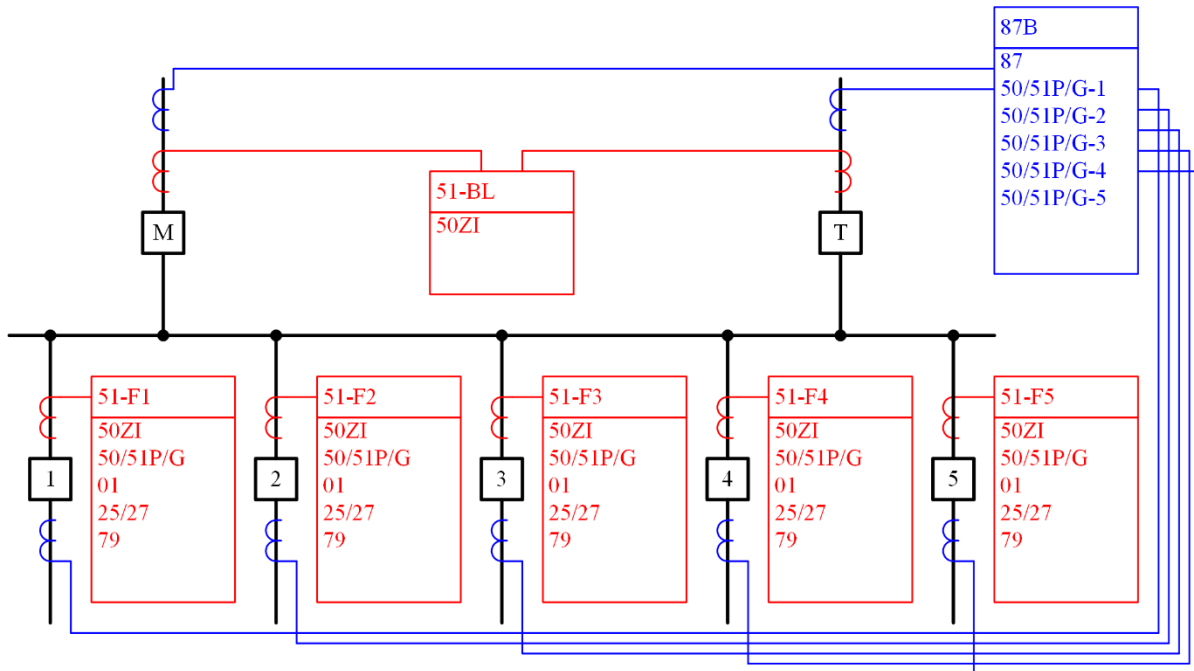 87B
87
50/51P/G-1
50/51P/G-2
50/51P/G-3
50/51P/G-4
50/51P/G-5
51-BL
50ZI
M
T
51-F1
50ZI
50/51P/G
01
25/27
79
51-F2
50ZI
50/51P/G
01
25/27
79
51-F3
50ZI
50/51P/G
01
25/27
79
51-F4
50ZI
50/51P/G
01
25/27
79
51-F5
50ZI
50/51P/G
01
25/27
79
1
2
3
4
5